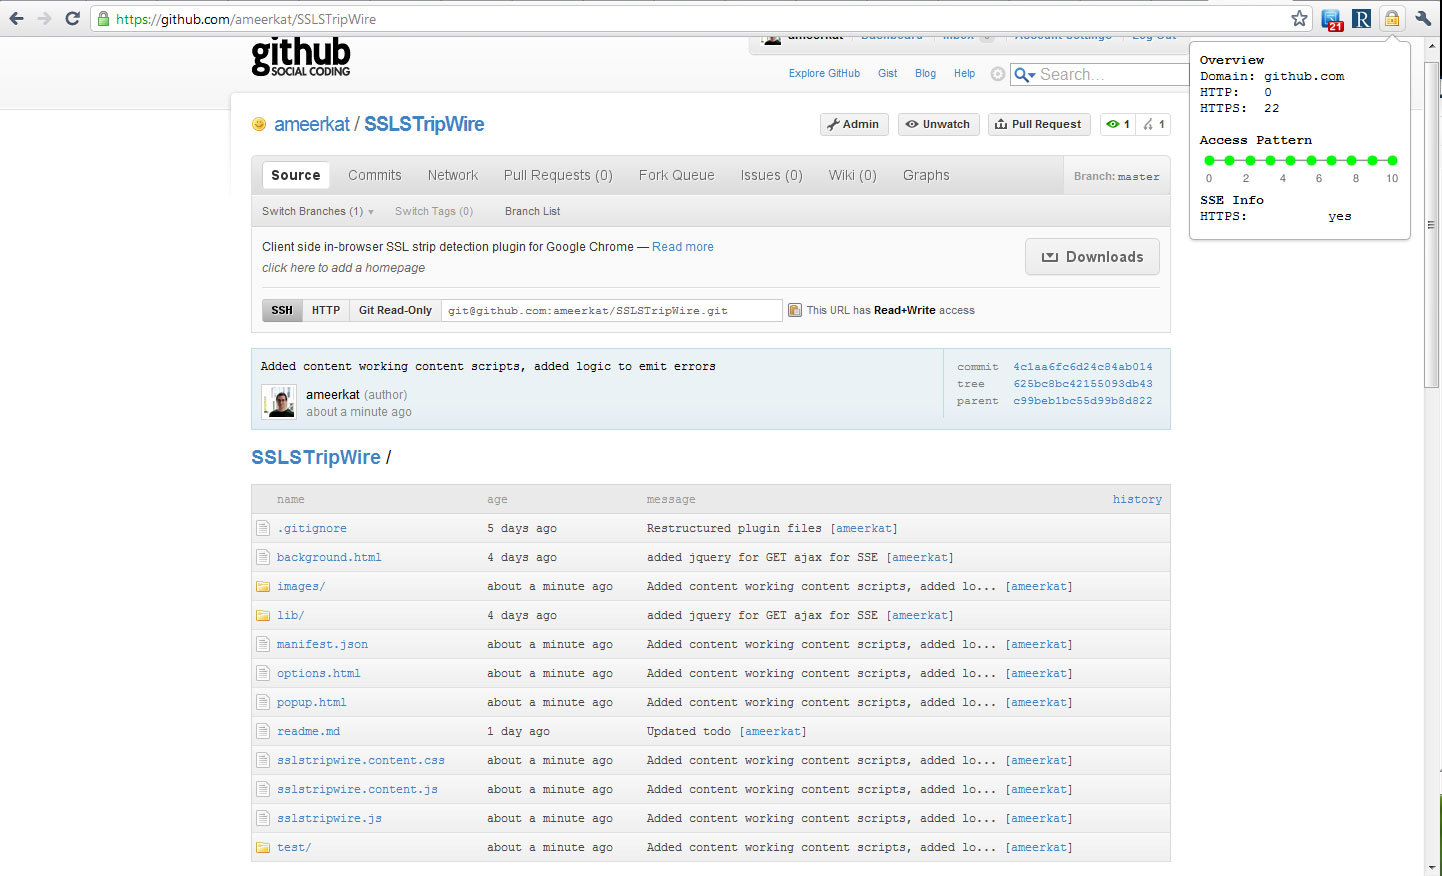 https://github.com/ameerkat/SSLSTripWire
21
R
github
SOCIAL CODING
ameerkat Dashboard Inbox 0 Account Settings Log Out
Explore GitHub Gist Blog Help Search...
ameerkat / SSLSTripWire
Admin Unwatch Pull Request 1 1
Source Commits Network Pull Requests (0) Fork Queue Issues (0) Wiki (0) Graphs Branch: master
Switch Branches (1) ▾ Switch Tags (0) Branch List
Client side in-browser SSL strip detection plugin for Google Chrome — Read more
click here to add a homepage
Downloads
SSH HTTP Git Read-Only git@github.com:ameerkat/SSLSTripWire.git This URL has Read+Write access
Added content working content scripts, added logic to emit errors
ameerkat (author)
about a minute ago
commit 4c1aa6fc6d24c84ab014
tree 625bc8bc42155093db43
parent c99beb1bc55d99b8d822
SSLSTripWire /
name age message history
.gitignore 5 days ago Restructured plugin files [ameerkat]
background.html 4 days ago added jquery for GET ajax for SSE [ameerkat]
images/ about a minute ago Added content working content scripts, added lo... [ameerkat]
lib/ 4 days ago added jquery for GET ajax for SSE [ameerkat]
manifest.json about a minute ago Added content working content scripts, added lo... [ameerkat]
options.html about a minute ago Added content working content scripts, added lo... [ameerkat]
popup.html about a minute ago Added content working content scripts, added lo... [ameerkat]
readme.md 1 day ago Updated todo [ameerkat]
sslstripwire.content.css about a minute ago Added content working content scripts, added lo... [ameerkat]
sslstripwire.content.js about a minute ago Added content working content scripts, added lo... [ameerkat]
sslstripwire.js about a minute ago Added content working content scripts, added lo... [ameerkat]
test/ about a minute ago Added content working content scripts, added lo... [ameerkat]
Overview
Domain: github.com
HTTP: 0
HTTPS: 22
Access Pattern
0 2 4 6 8 10
SSE Info
HTTPS: yes